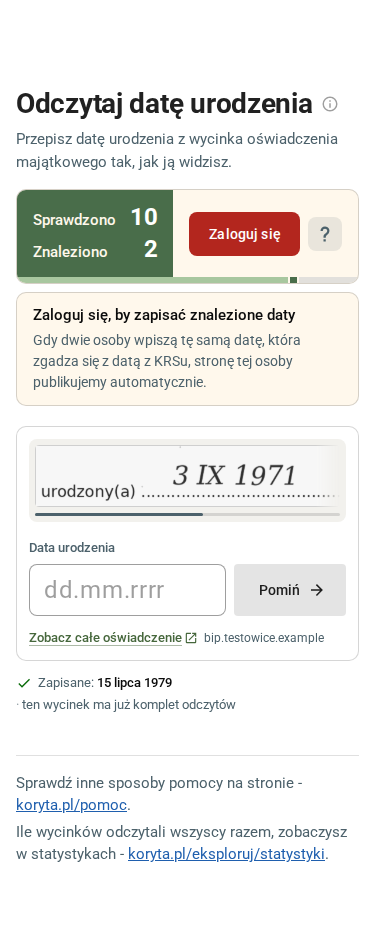 Odczytaj datę urodzenia
Przepisz datę urodzenia z wycinka oświadczenia
majątkowego tak, jak ją widzisz.
Sprawdzono 10
Znaleziono 2
Zaloguj się
?
Zaloguj się, by zapisać znalezione daty
Gdy dwie osoby wpiszą tę samą datę, która
zgadza się z datą z KRSu, stronę tej osoby
publikujemy automatycznie.
3 IX 1971
urodzony(a)
Data urodzenia
dd.mm.rrrr
Pomiń
Zobacz całe oświadczenie bip.testowice.example
Zapisane: 15 lipca 1979
· ten wycinek ma już komplet odczytów
Sprawdź inne sposoby pomocy na stronie -
koryta.pl/pomoc.
Ile wycinków odczytali wszyscy razem, zobaczysz
w statystykach - koryta.pl/eksploruj/statystyki.